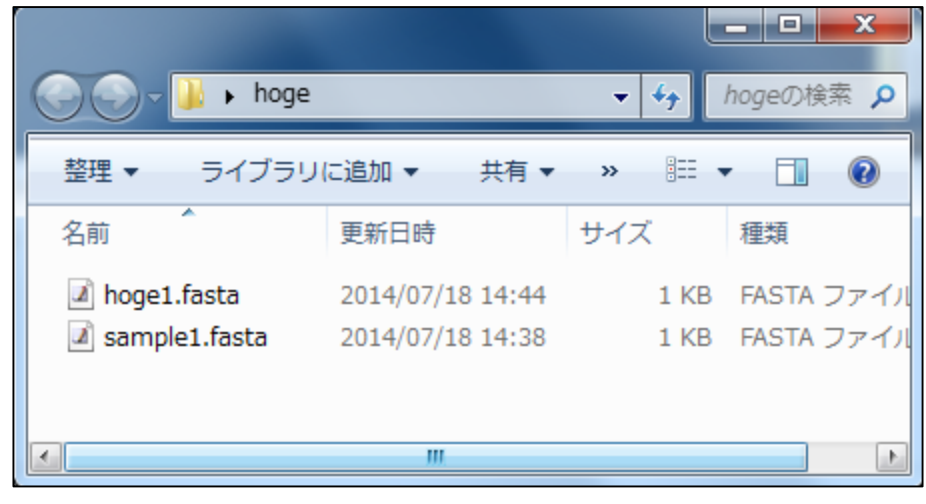 hoge
hogeの検索
整理 ライブラリに追加 共有 »
名前 更新日時 サイズ 種類
hoge1.fasta 2014/07/18 14:44 1 KB FASTA ファイル
sample1.fasta 2014/07/18 14:38 1 KB FASTA ファイル